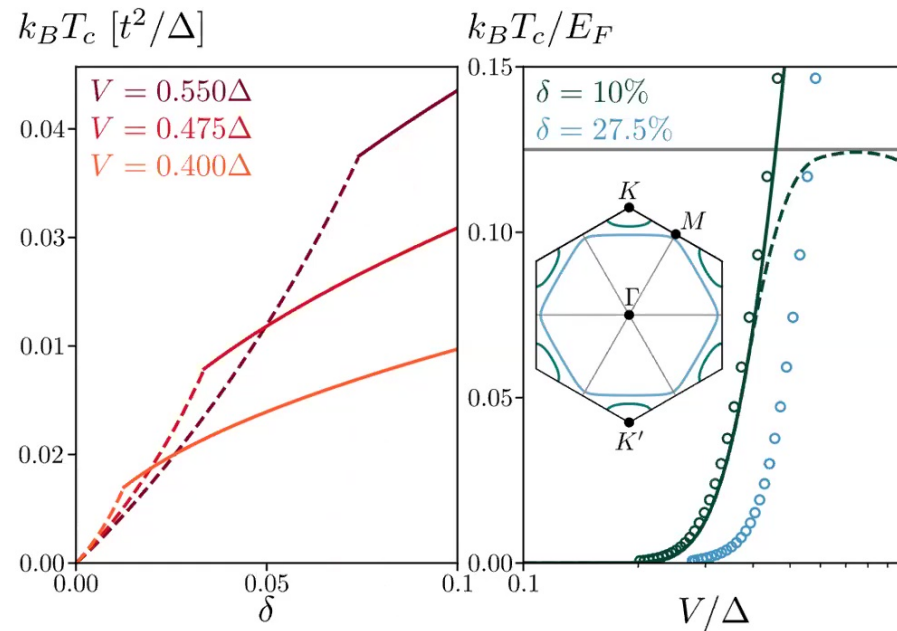 k_BT_c [t²/Δ]
V = 0.550Δ
V = 0.475Δ
V = 0.400Δ
0.04
0.03
0.01
0.02
0.00
0.00
0.05
0.1
δ
k_BT_c/E_F
0.15
δ = 10%
δ = 27.5%
0.10
K
M
Γ
K′
0.05
0.00
0.1
V/Δ